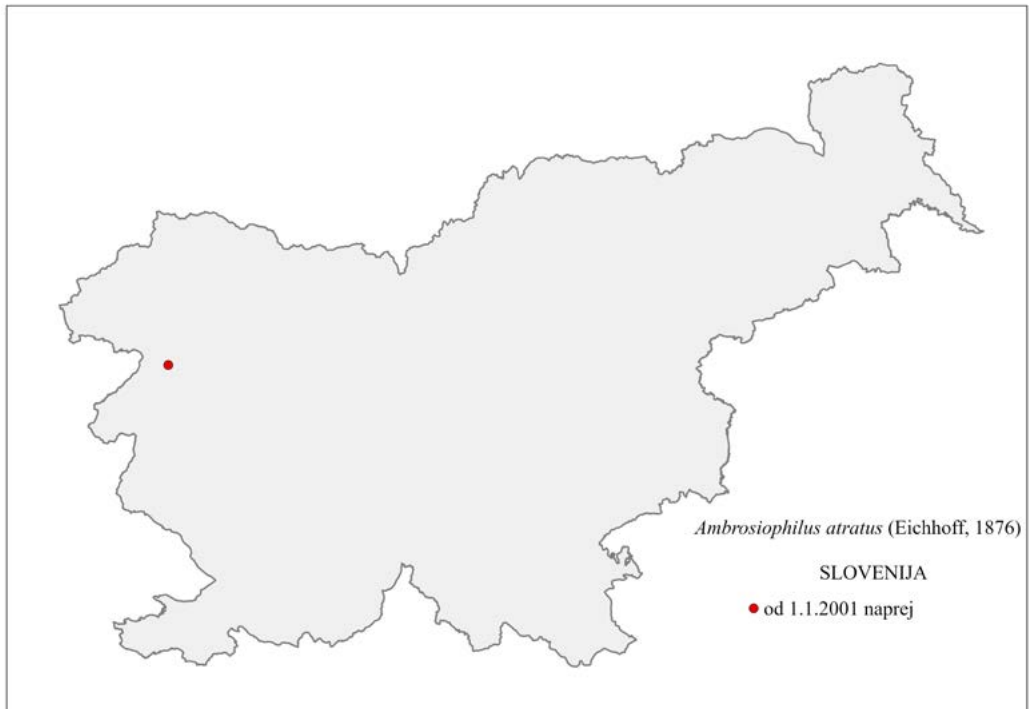 Ambrosiophilus atratus (Eichhoff, 1876)
SLOVENIJA
od 1.1.2001 naprej